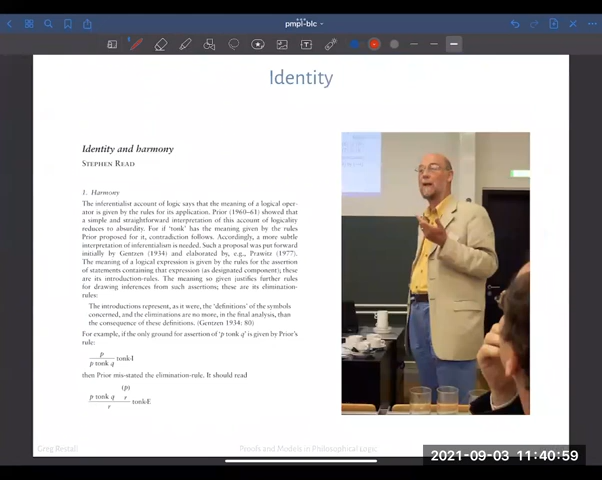 pmpl-blc
Identity
Identity and harmony
STEPHEN READ
1. Harmony
The inferentialist account of logic says that the meaning of a logical oper-
ator is given by the rules for its application. Prior (1960–61) showed that
a simple and straightforward interpretation of this account of logicality
reduces to absurdity. For if 'tonk' has the meaning given by the rules
Prior proposed for it, contradiction follows. Accordingly, a more subtle
interpretation of inferentialism is needed. Such a proposal was put forward
initially by Gentzen (1934) and elaborated by, e.g., Prawitz (1977).
The meaning of a logical expression is given by the rules for the assertion
of statements containing that expression (as designated component); these
are its introduction-rules. The meaning so given justifies further rules
for drawing inferences from such assertions; these are its elimination-
rules:
The introductions represent, as it were, the 'definitions' of the symbols
concerned, and the eliminations are no more, in the final analysis, than
the consequence of these definitions. (Gentzen 1934: 80)
For example, if the only ground for assertion of 'p tonk q' is given by Prior's
rule:
p
p tonk q tonk-I
then Prior mis-stated the elimination-rule. It should read
(p)
p tonk q r
r tonk-E
Greg Restall
Proofs and Models in Philosophical Logic
2021-09-03 11:40:59